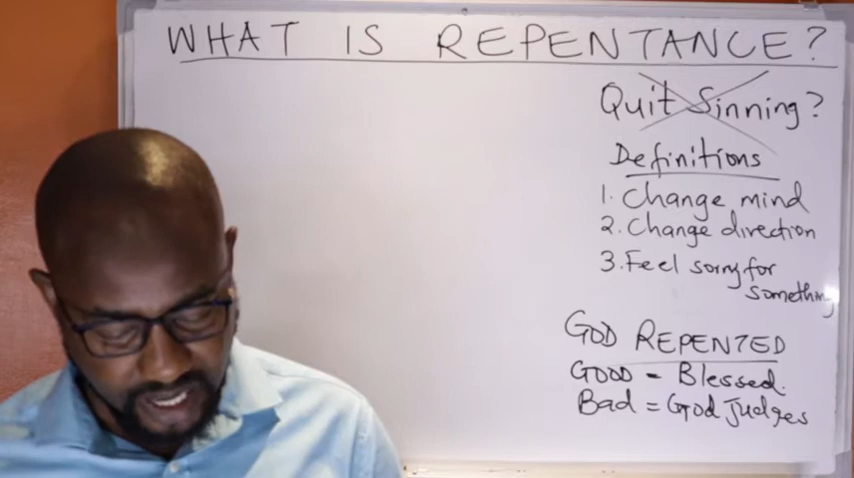 WHAT IS REPENTANCE?
Quit Sinning?
Definitions
1. Change mind
2. Change direction
3. Feel sorry for
something
GOD REPENTED
GOOD - Blessed.
Bad = God Judges